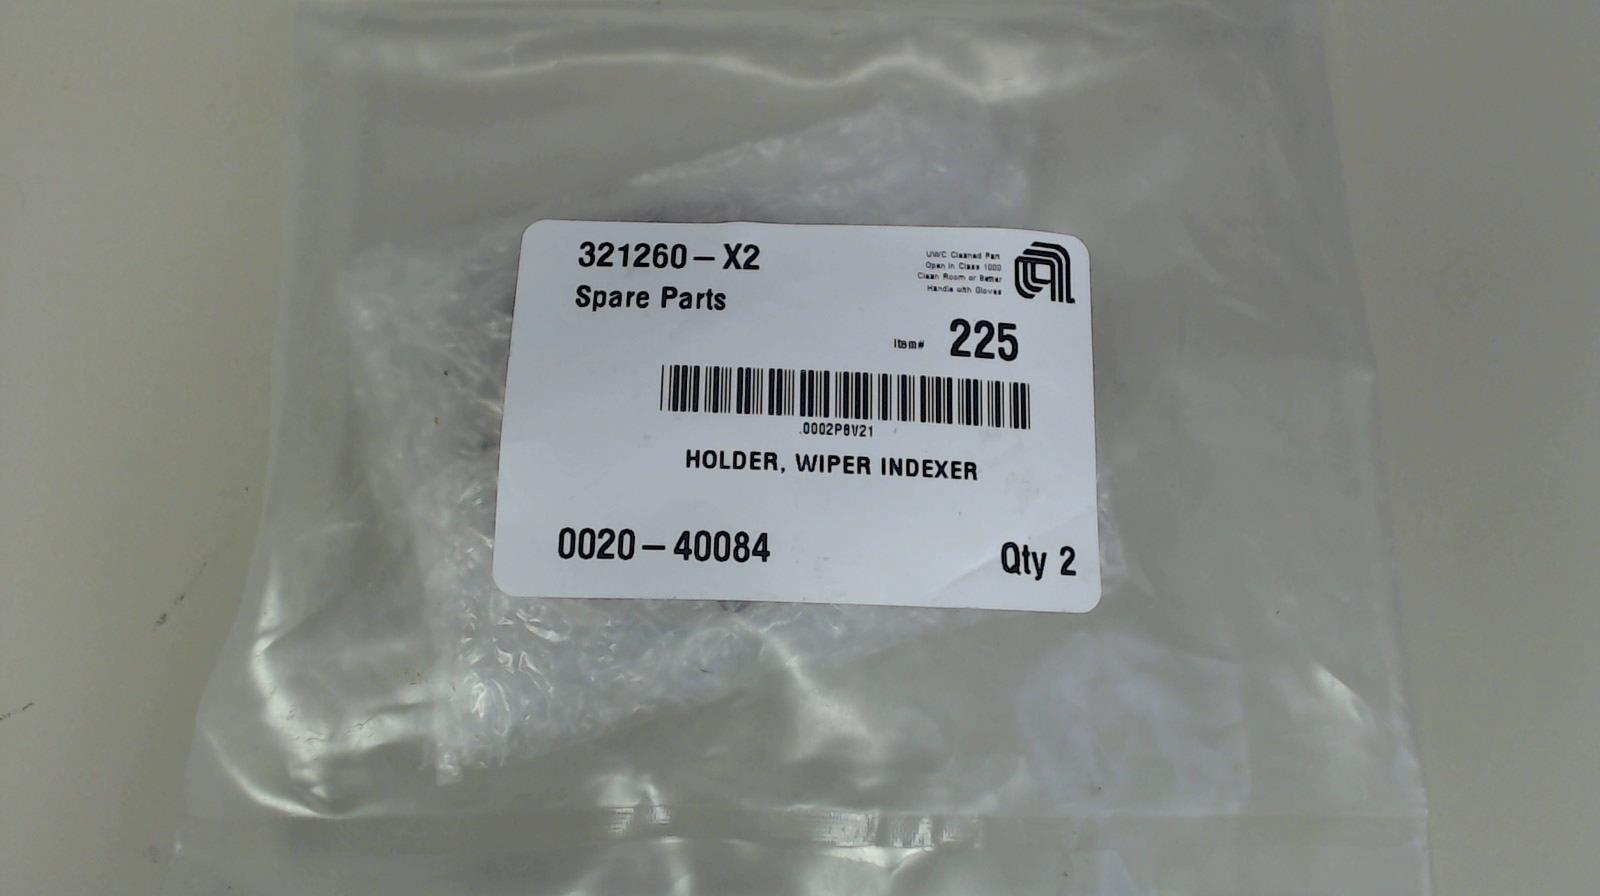 321260-X2
Spare Parts
UWC Cleaned Part
Open in Class 1000
Clean Room or Better
Handle with Gloves
Item# 225
.0002P6V21
HOLDER, WIPER INDEXER
0020-40084
Qty 2